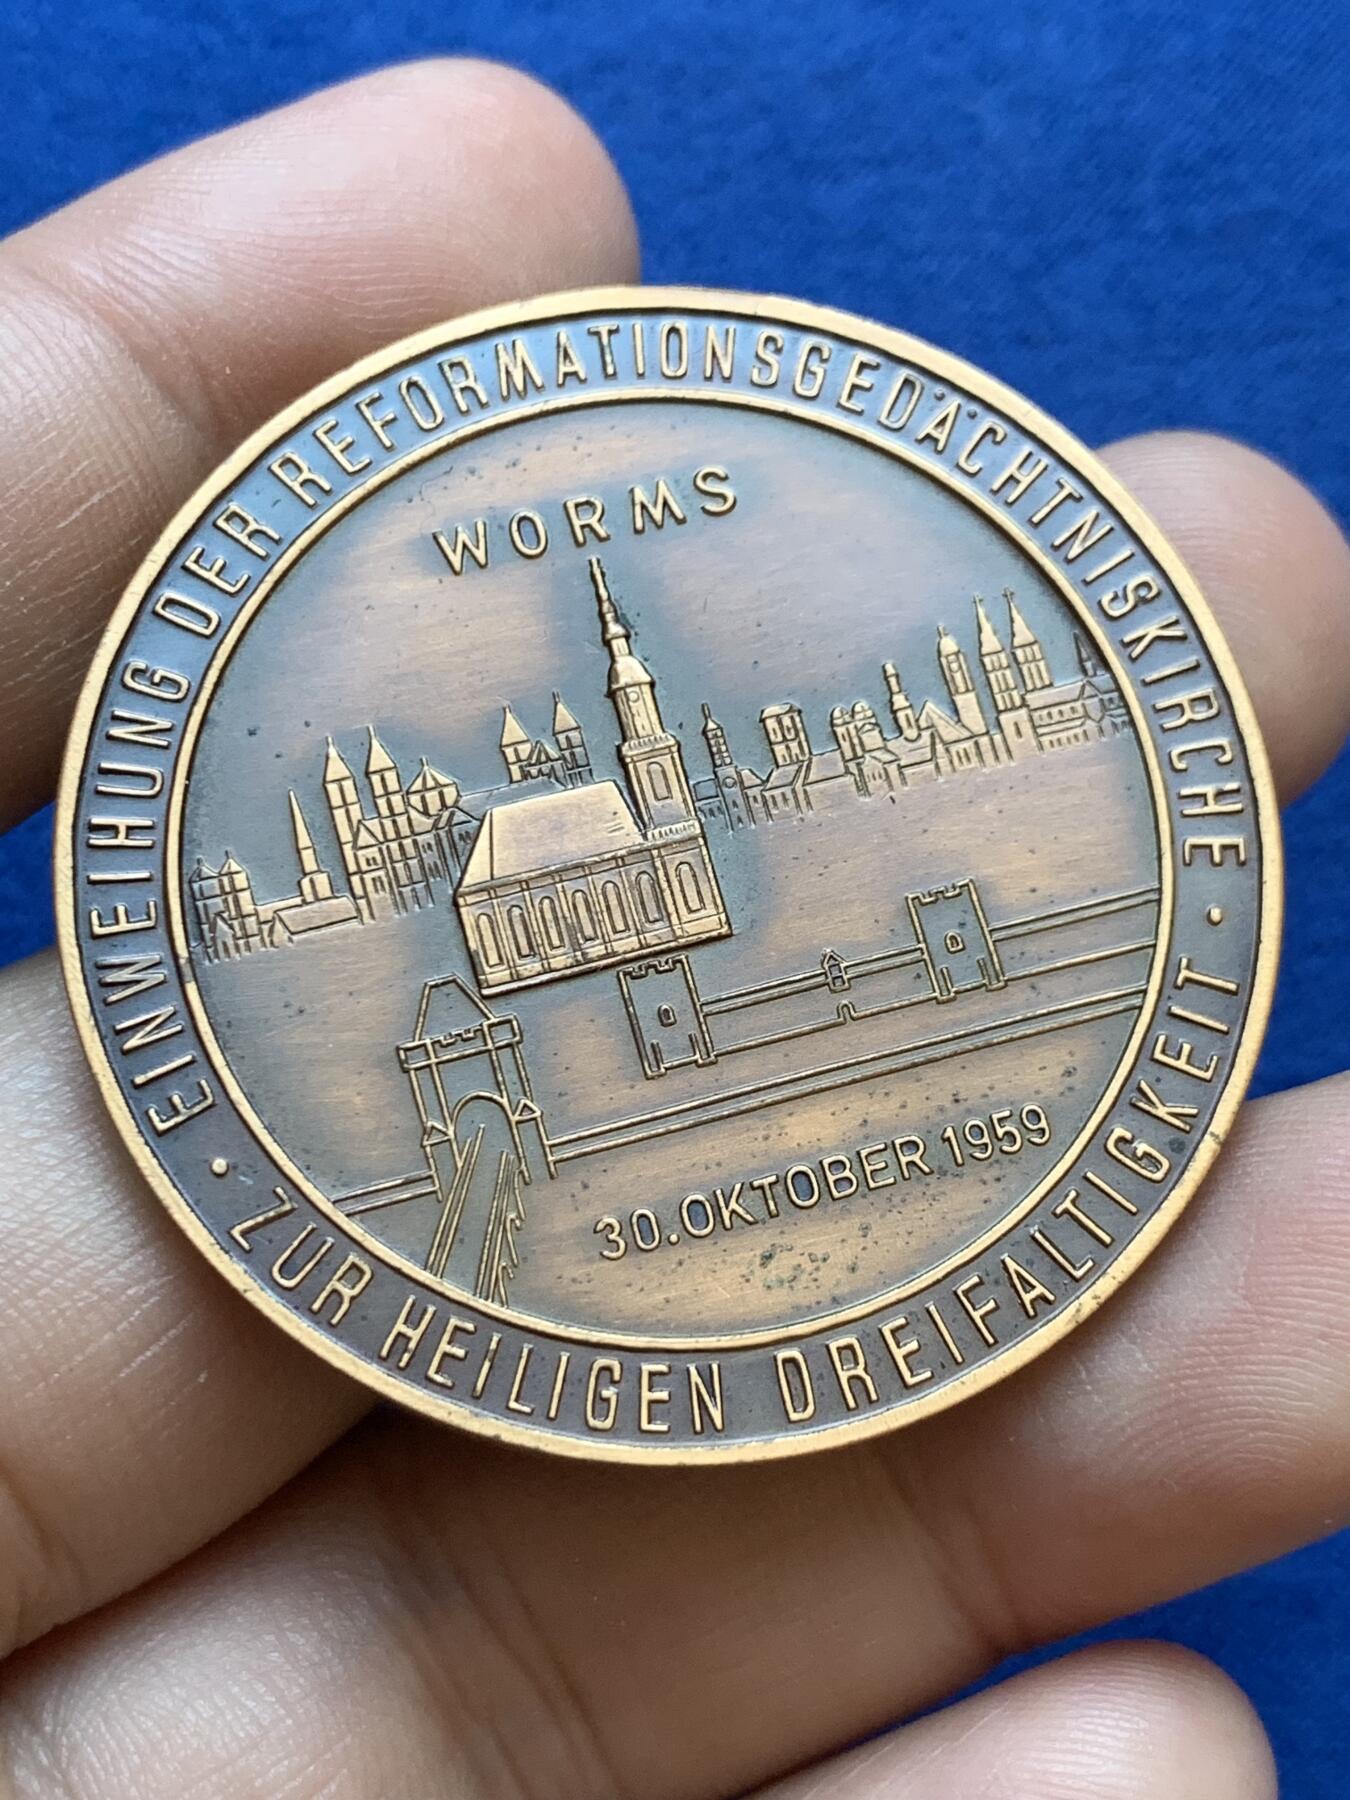 EINWEIHUNG DER REFORMATIONSGEDÄCHTNISKIRCHE
WORMS
30.OKTOBER 1959
· ZUR HEILIGEN DREIFALTIGKEIT ·